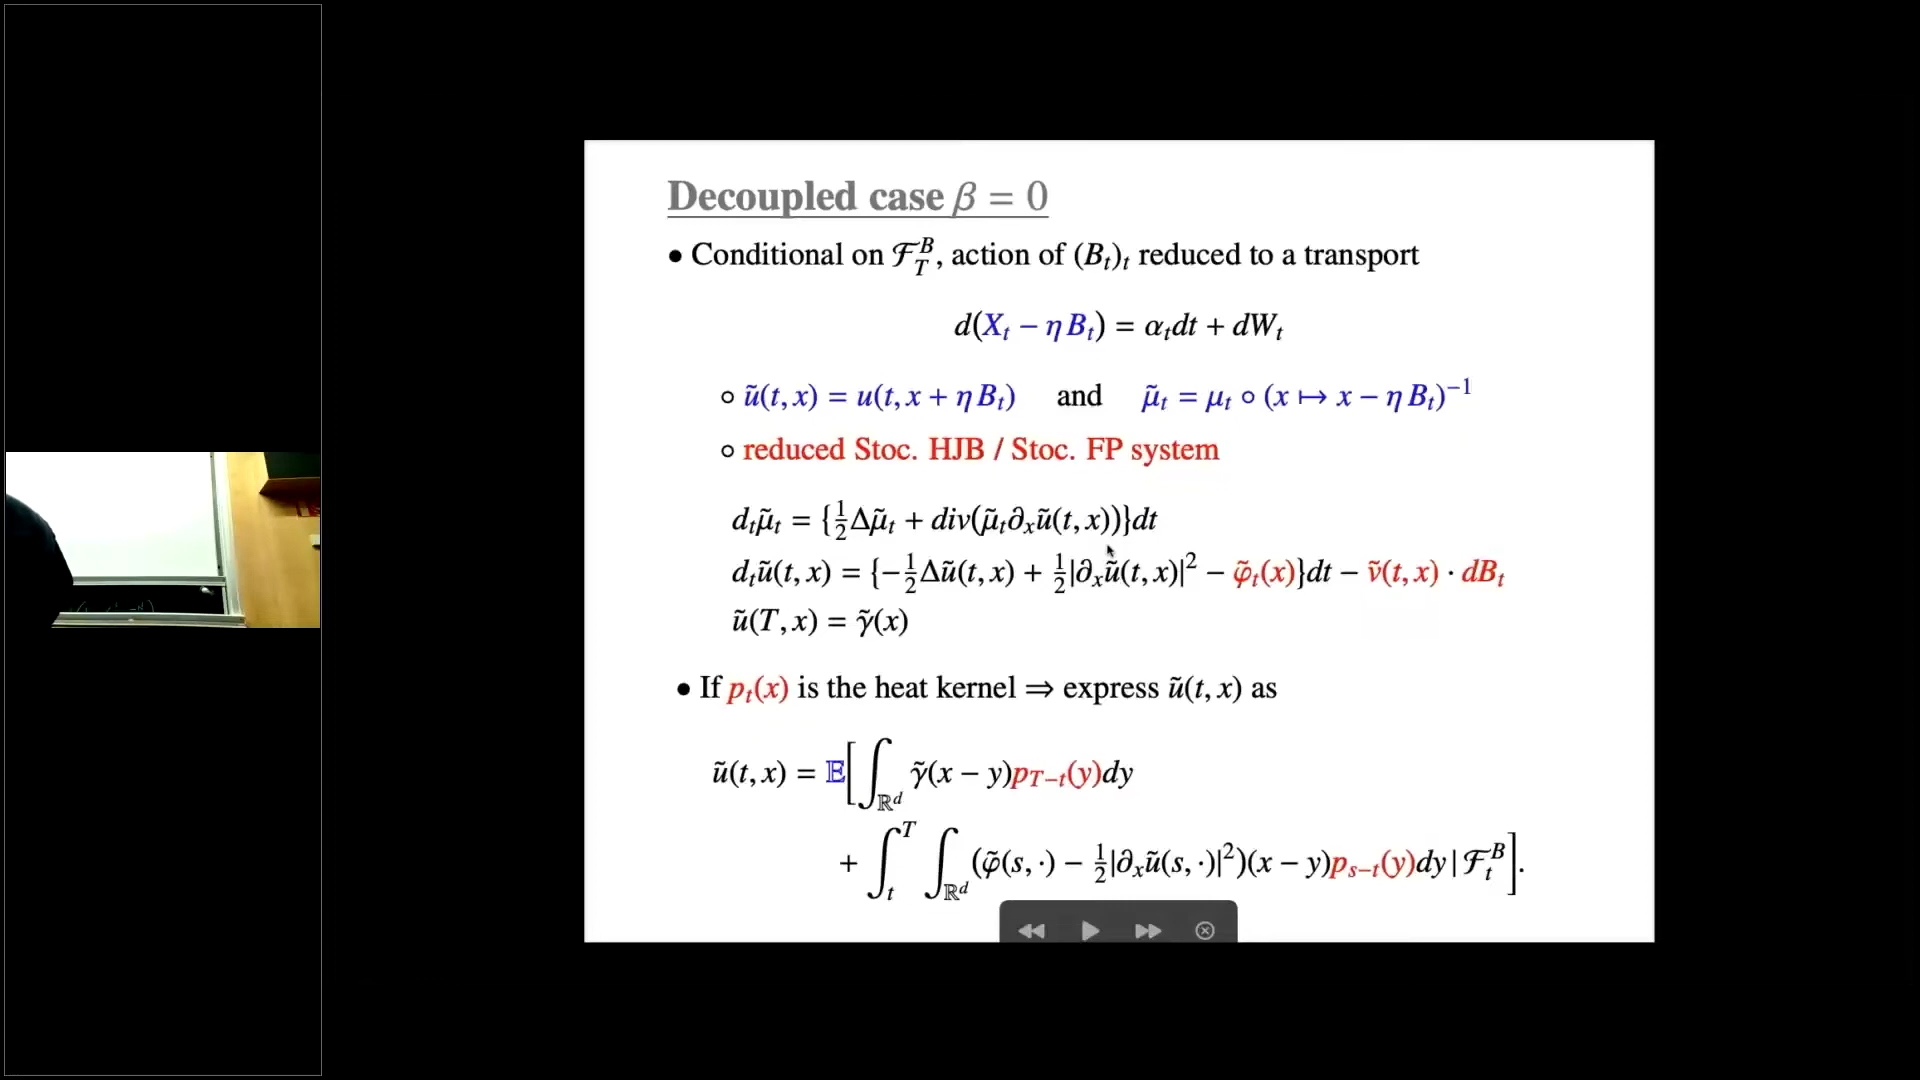 Decoupled case β = 0
• Conditional on ℱ_T^B, action of (B_t)_t reduced to a transport
d(X_t − η B_t) = α_t dt + dW_t
∘ ũ(t, x) = u(t, x + η B_t) and μ̃_t = μ_t ∘ (x ↦ x − η B_t)^{−1}
∘ reduced Stoc. HJB / Stoc. FP system
d_t μ̃_t = {½Δμ̃_t + div(μ̃_t ∂_x ũ(t, x))}dt
d_t ũ(t, x) = {−½Δũ(t, x) + ½|∂_x ũ(t, x)|² − φ̃_t(x)}dt − ṽ(t, x) · dB_t
ũ(T, x) = γ̃(x)
• If p_t(x) is the heat kernel ⇒ express ũ(t, x) as
ũ(t, x) = 𝔼[∫_{ℝ^d} γ̃(x − y)p_{T−t}(y)dy
+ ∫_t^T ∫_{ℝ^d} (φ̃(s, ·) − ½|∂_x ũ(s, ·)|²)(x − y)p_{s−t}(y)dy | ℱ_t^B].